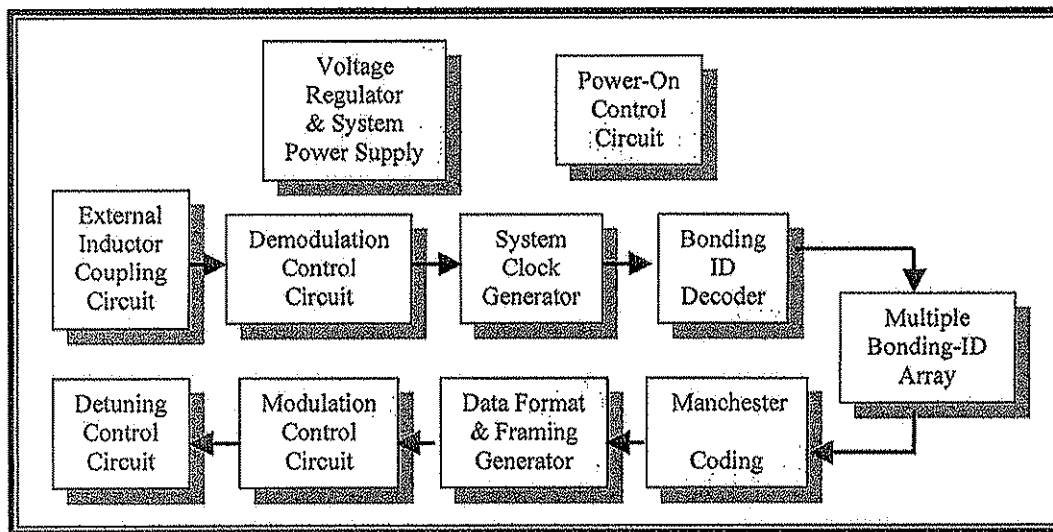 Voltage
Regulator
& System
Power Supply
Power-On
Control
Circuit
External
Inductor
Coupling
Circuit
Demodulation
Control
Circuit
System
Clock
Generator
Bonding
ID
Decoder
Multiple
Bonding-ID
Array
Detuning
Control
Circuit
Modulation
Control
Circuit
Data Format
& Framing
Generator
Manchester
Coding